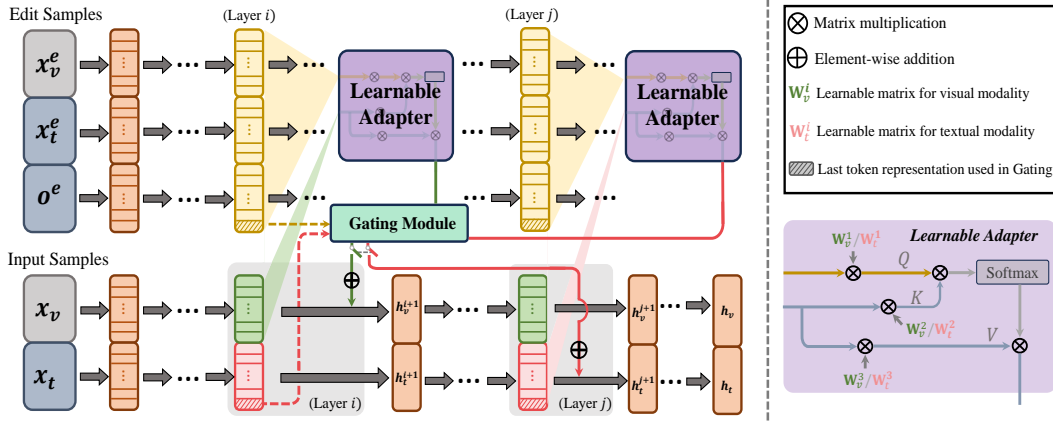 Edit Samples
(Layer i)
(Layer j)
x_v^e
x_t^e
o^e
Learnable
Adapter
Learnable
Adapter
Gating Module
Input Samples
x_v
x_t
h_v^{i+1}
h_v^{j+1}
h_v
h_t^{i+1}
h_t^{j+1}
h_t
(Layer i)
(Layer j)
Matrix multiplication
Element-wise addition
W_v^i Learnable matrix for visual modality
W_t^i Learnable matrix for textual modality
Last token representation used in Gating
Learnable Adapter
W_v^1/W_t^1
Q
Softmax
K
W_v^2/W_t^2
V
W_v^3/W_t^3